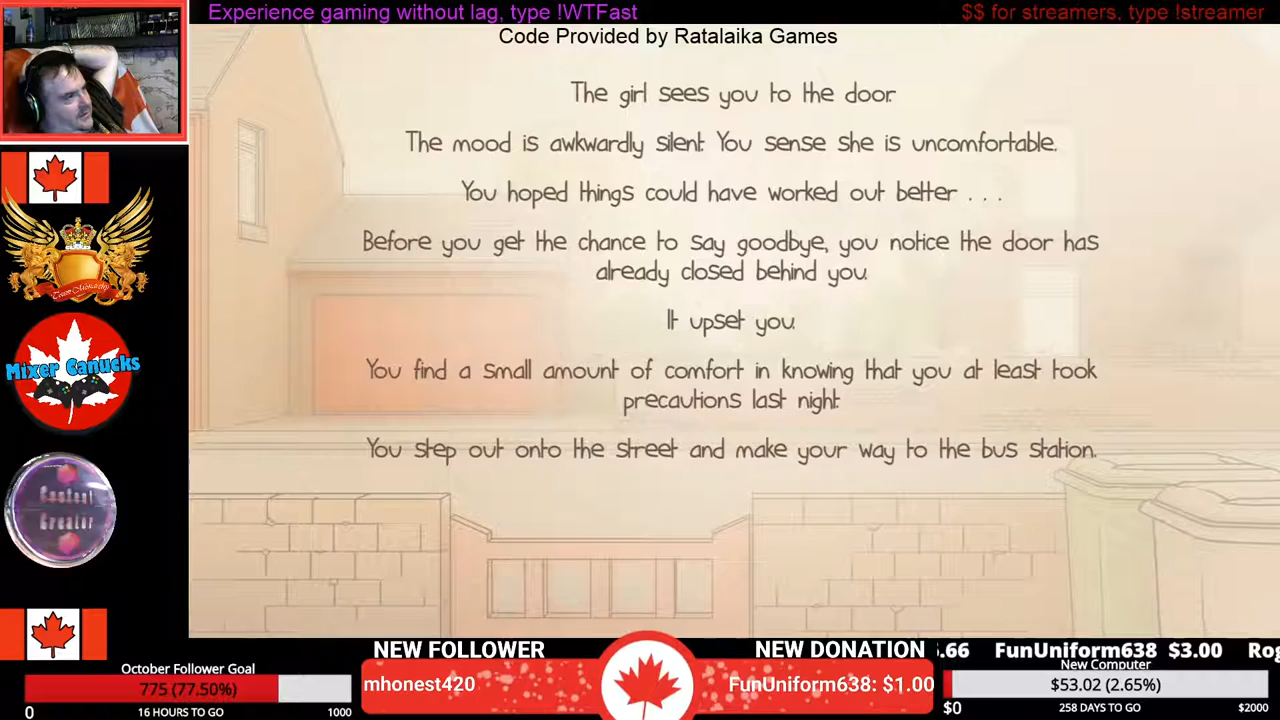 Experience gaming without lag, type !WTFast
$$ for streamers, type !streamer
Code Provided by Ratalaika Games
The girl sees you to the door.
The mood is awkwardly silent. You sense she is uncomfortable.
You hoped things could have worked out better . . .
Before you get the chance to say goodbye, you notice the door has
already closed behind you.
It upset you.
You find a small amount of comfort in knowing that you at least took
precautions last night.
You step out onto the street and make your way to the bus station.
Team Monarchy
Mixer Canucks
October Follower Goal
775 (77.50%)
0
16 HOURS TO GO
1000
NEW FOLLOWER
mhonest420
NEW DONATION
FunUniform638: $1.00
.66 FunUniform638 $3.00 Rog
New Computer
$53.02 (2.65%)
$0
258 DAYS TO GO
$2000